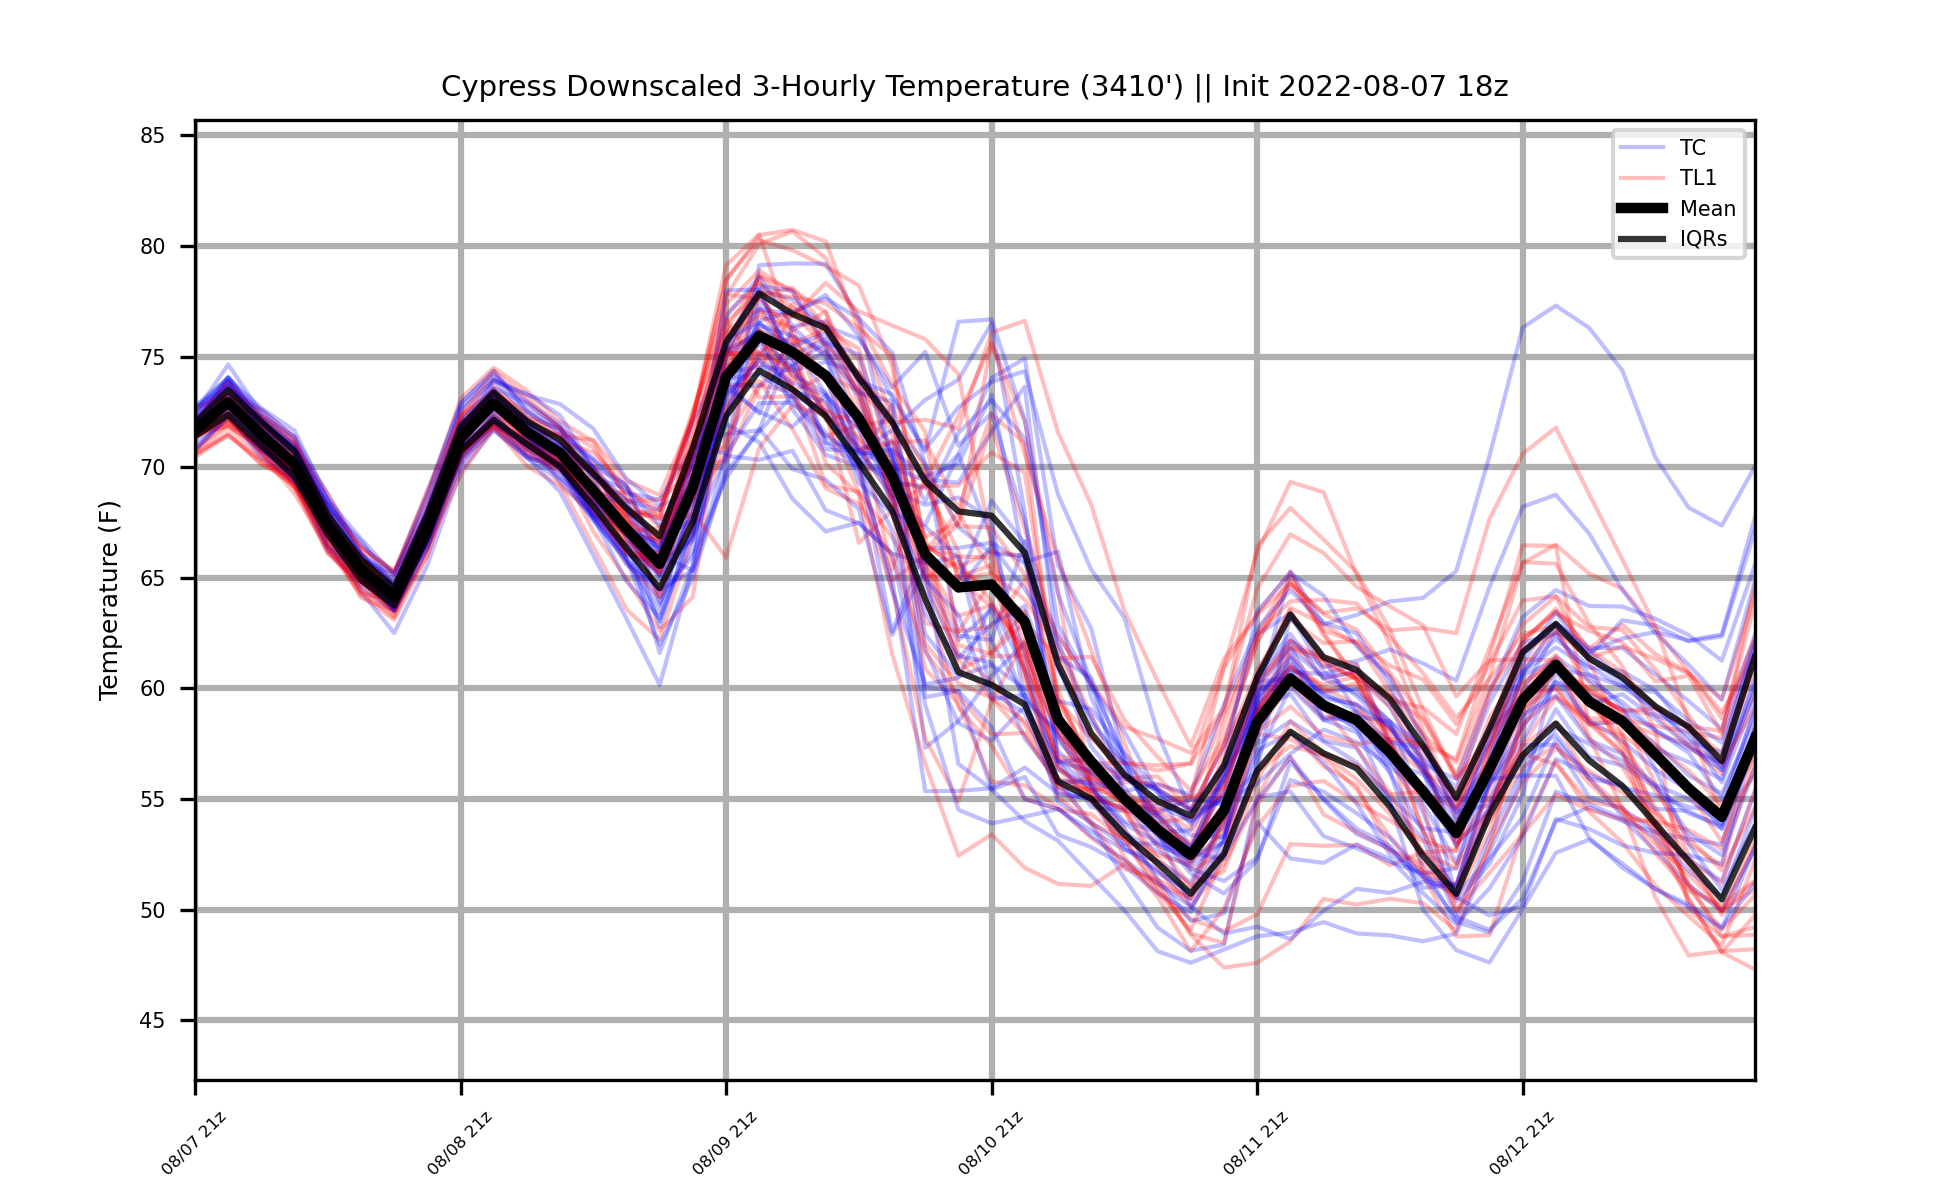 Cypress Downscaled 3-Hourly Temperature (3410') || Init 2022-08-07 18z
TC
TL1
Mean
IQRs
Temperature (F)
85
80
75
70
65
60
55
50
45
08/07 21z
08/08 21z
08/09 21z
08/10 21z
08/11 21z
08/12 21z